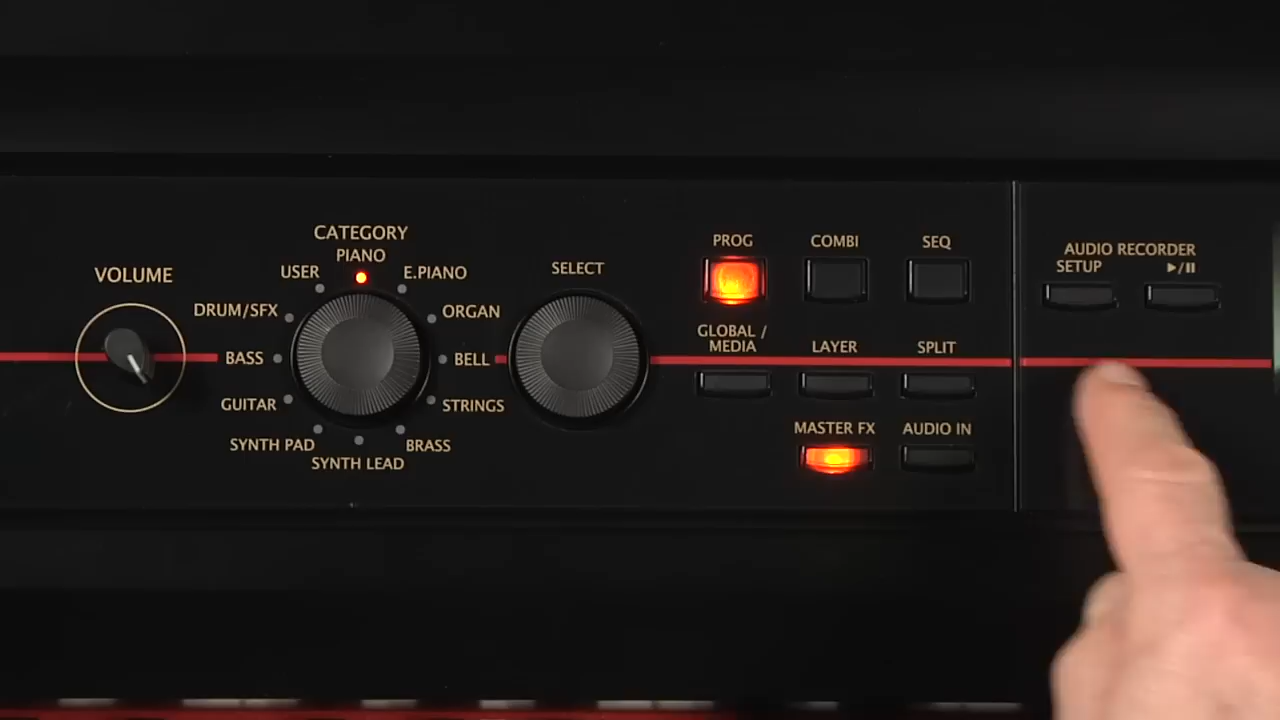 VOLUME
CATEGORY
PIANO
USER
E.PIANO
DRUM/SFX
ORGAN
BASS
BELL
GUITAR
STRINGS
SYNTH PAD
BRASS
SYNTH LEAD
SELECT
PROG
COMBI
SEQ
GLOBAL /
MEDIA
LAYER
SPLIT
MASTER FX
AUDIO IN
AUDIO RECORDER
SETUP
▶/II